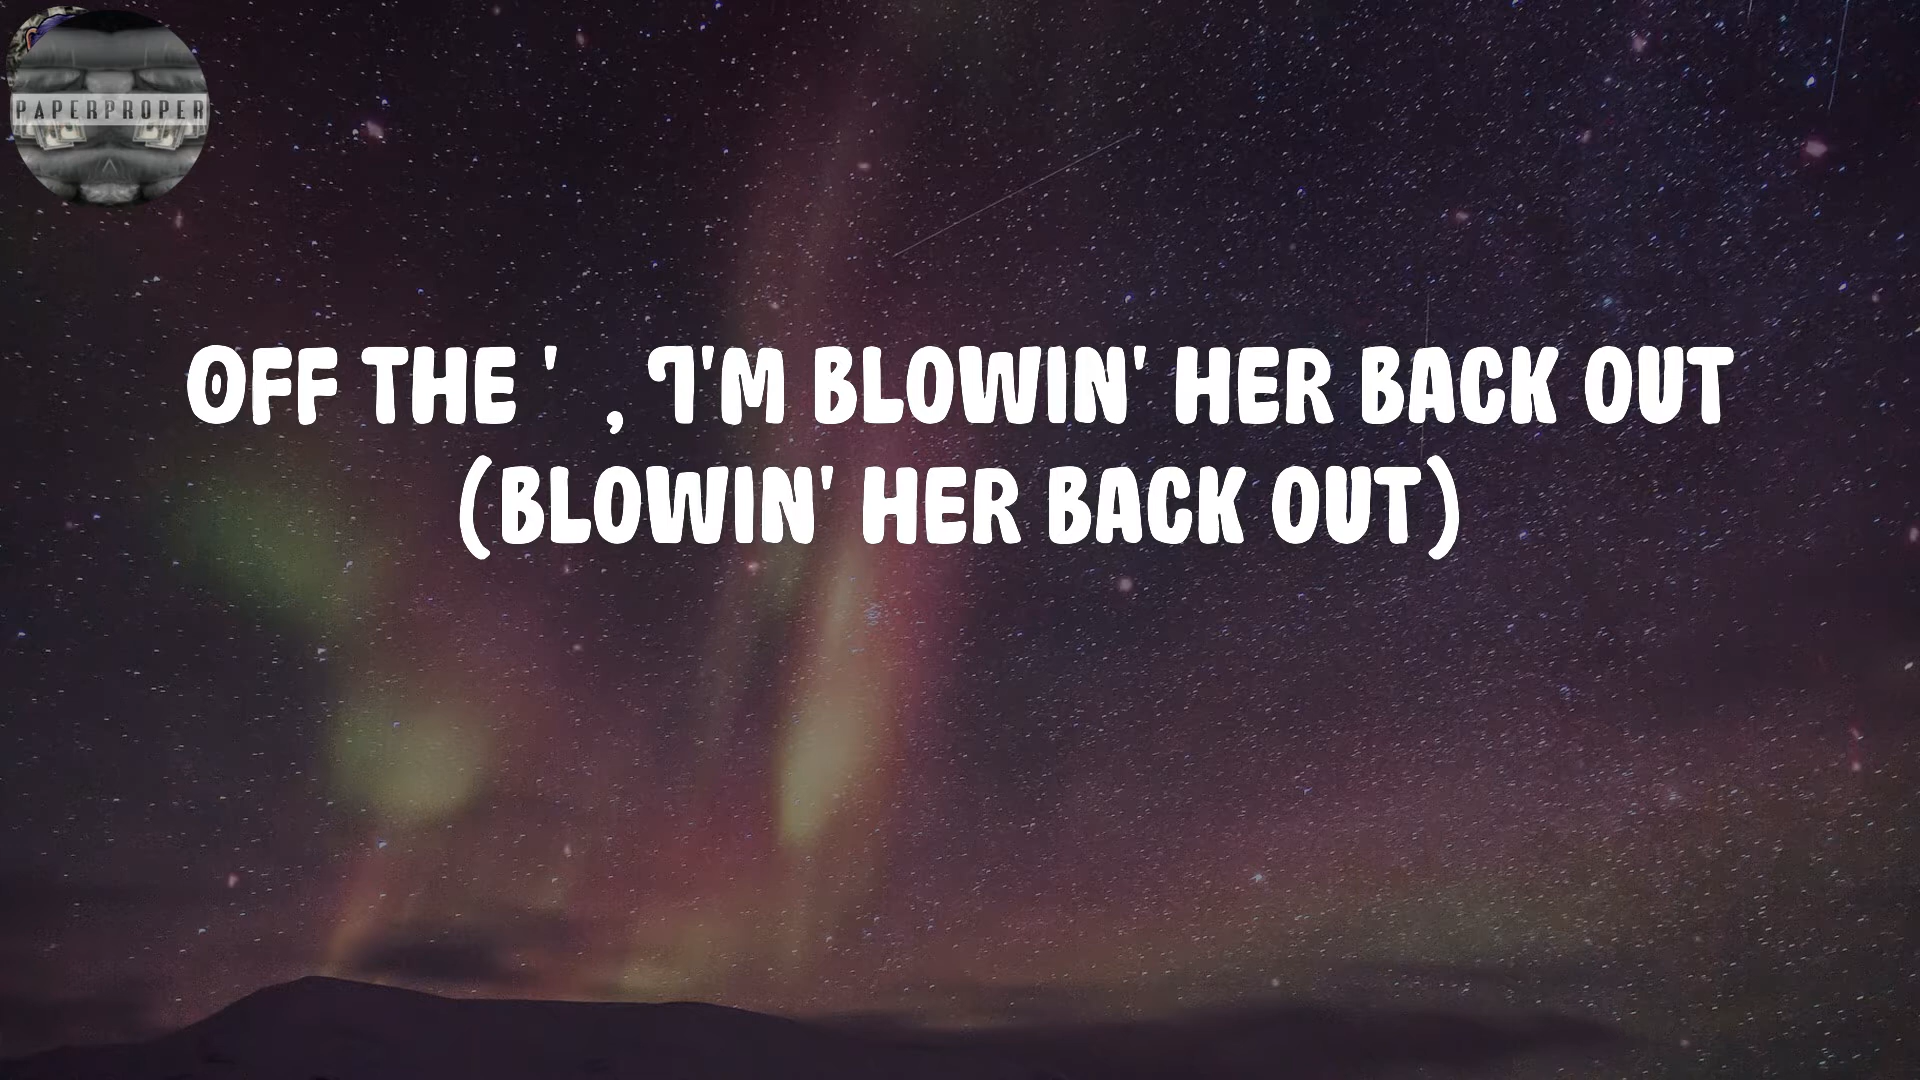 PAPERPROPER
OFF THE ' , I'M BLOWIN' HER BACK OUT
(BLOWIN' HER BACK OUT)